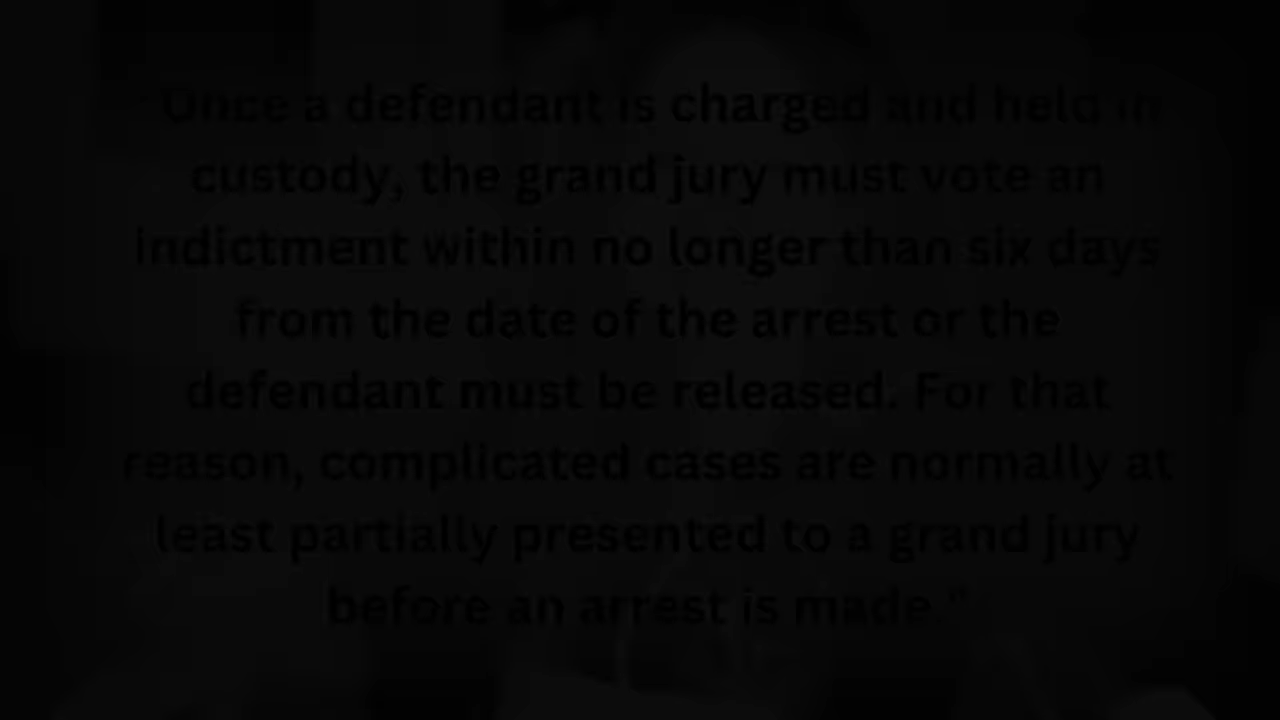 "Once a defendant is charged and held in
custody, the grand jury must vote an
indictment within no longer than six days
from the date of the arrest or the
defendant must be released. For that
reason, complicated cases are normally at
least partially presented to a grand jury
before an arrest is made."